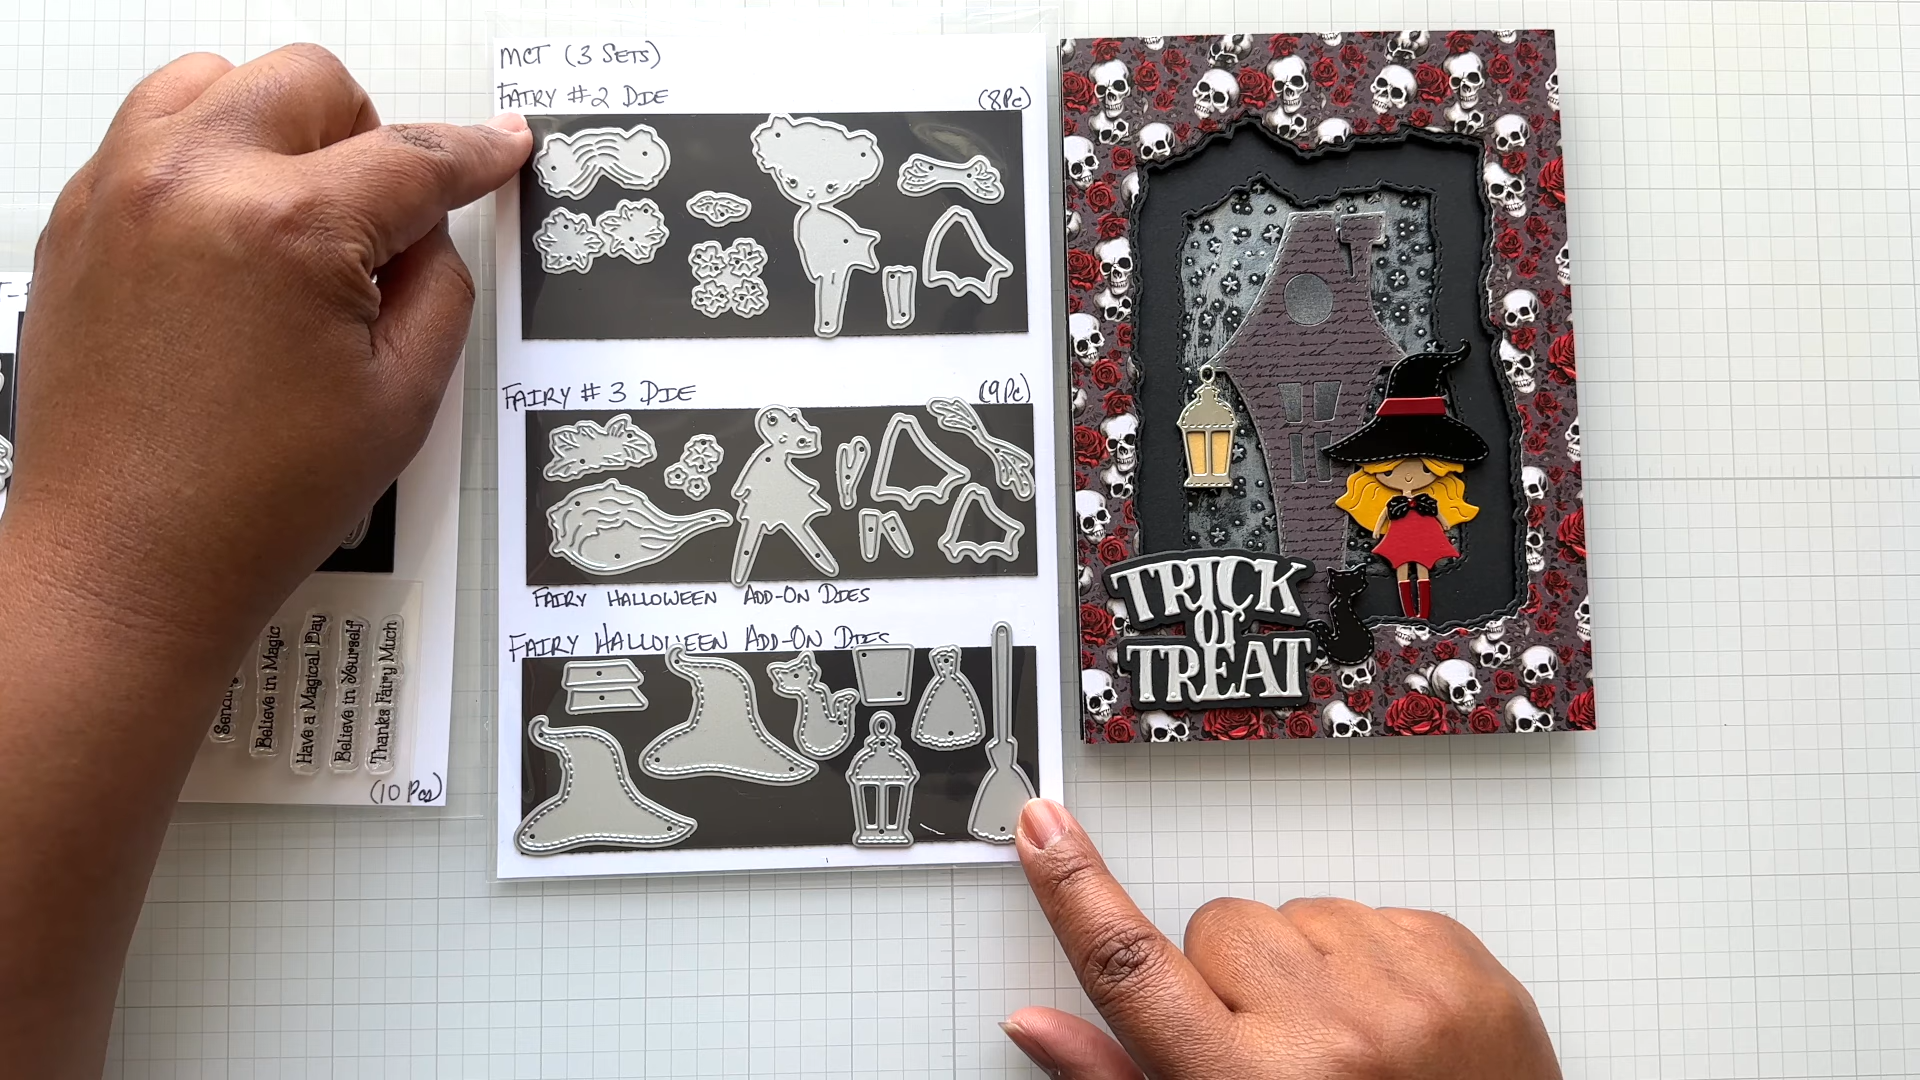 MCT (3 SETS)
FAIRY #2 DIE (8PC)
FAIRY #3 DIE (9PC)
FAIRY HALLOWEEN ADD-ON DIES
FAIRY HALLOWEEN ADD-ON DIES
Believe in Magic
Have a Magical Day
Believe in Yourself
Thanks Fairy Much
(10 Pcs)
TRICK
or
TREAT